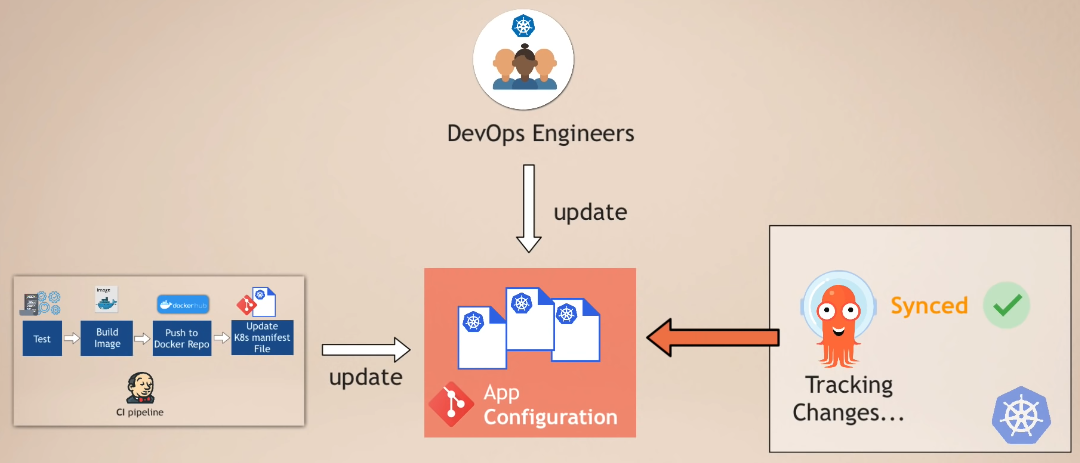 DevOps Engineers
update
Image
dockerhub
Test
Build
Image
Push to
Docker Repo
Update
K8s manifest
File
CI pipeline
update
App
Configuration
Synced
Tracking
Changes...